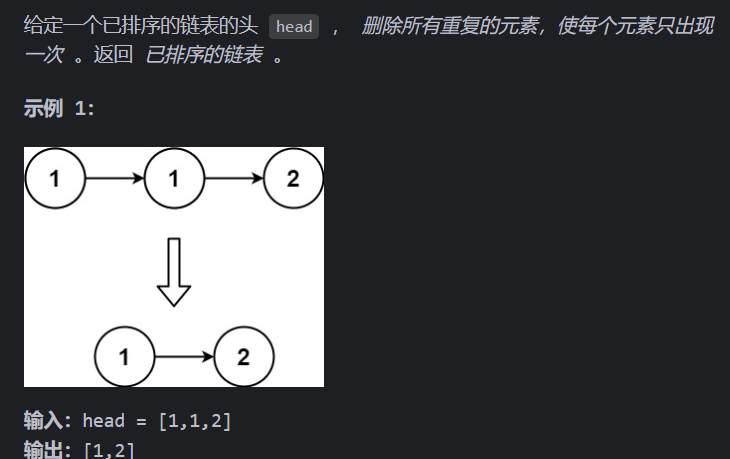 给定一个已排序的链表的头 head ， 删除所有重复的元素，使每个元素只出现
一次 。返回 已排序的链表 。
示例 1：
1 1 2
1 2
输入：head = [1,1,2]
输出：[1,2]